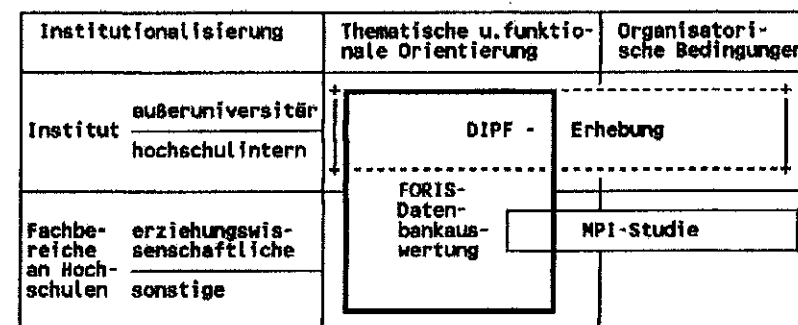 Institutionalisierung
Thematische u.funktio-
nale Orientierung
Organisatori-
sche Bedingungen
Institut
außeruniversitär
hochschulintern
DIPF - Erhebung
FORIS-
Daten-
bankaus-
wertung
MPI-Studie
Fachbe-
reiche
an Hoch-
schulen
erziehungswis-
senschaftliche
sonstige